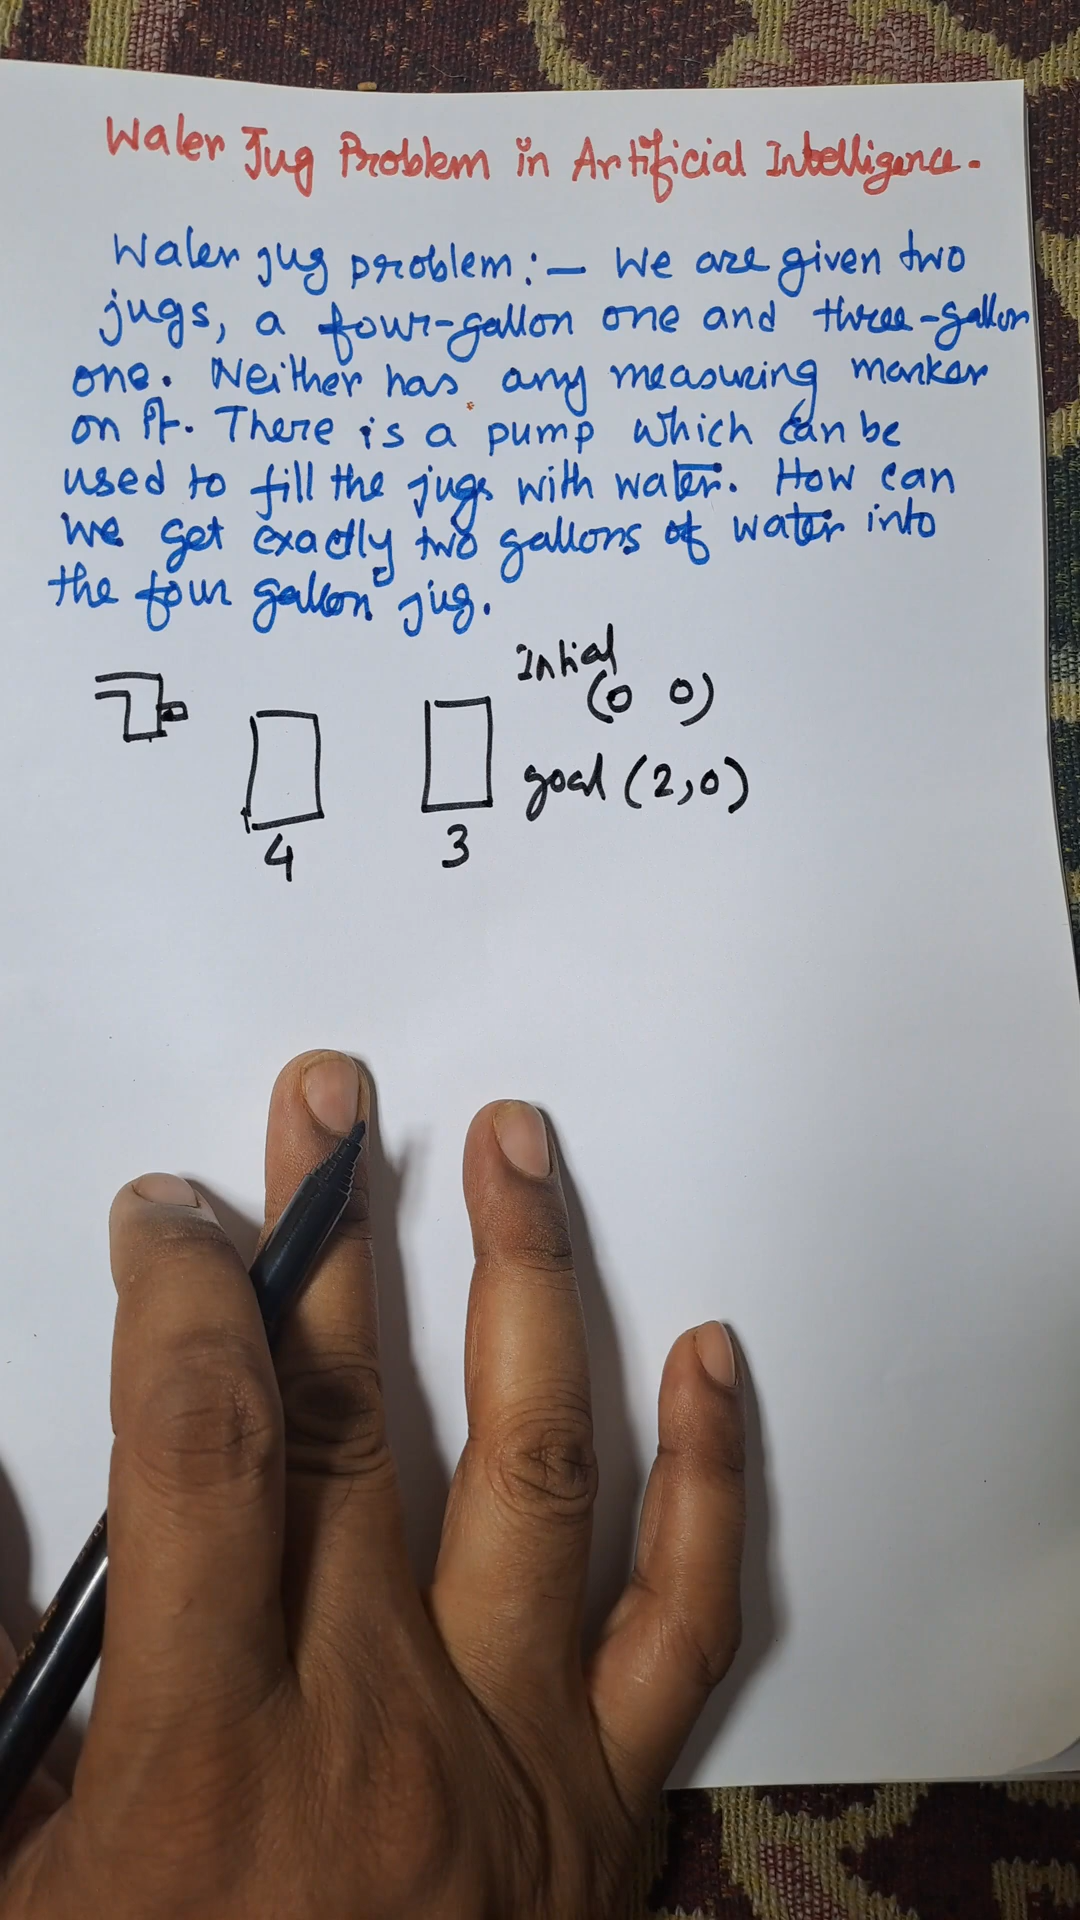 Water Jug Problem in Artificial Intelligence.
Water jug problem:- We are given two
jugs, a four-gallon one and three-gallon
one. Neither has any measuring marker
on it. There is a pump which can be
used to fill the jugs with water. How can
we get exactly two gallons of water into
the four gallon jug.
Intial
(0 0)
goal (2,0)
4
3